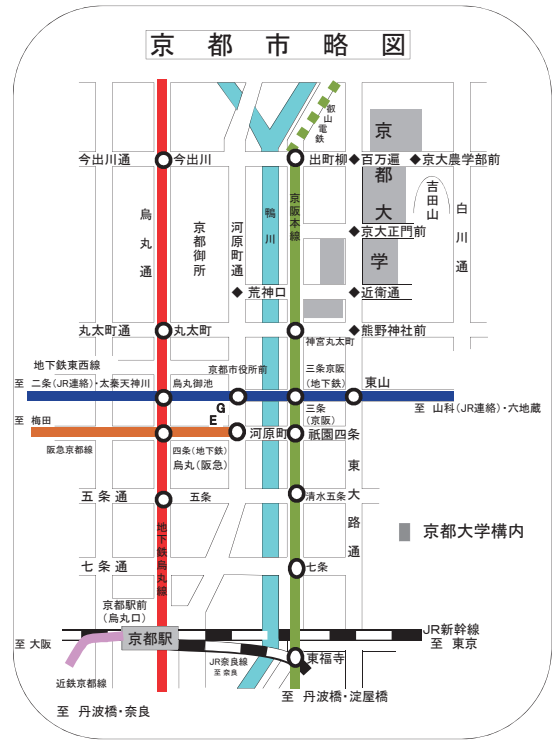 京都市略図
叡山電鉄
今出川通
今出川
出町柳
百万遍
京大農学部前
京都大学
吉田山
白川通
烏丸通
京都御所
河原町通
鴨川
京阪本線
京大正門前
荒神口
近衛通
丸太町通
丸太町
神宮丸太町
熊野神社前
地下鉄東西線
京都市役所前
三条京阪
(地下鉄)
至 二条(JR連絡)・太秦天神川
烏丸御池
東山
G
E
三条
(京阪)
至 山科(JR連絡)・六地蔵
至 梅田
河原町
祇園四条
阪急京都線
四条(地下鉄)
烏丸(阪急)
東大路通
五条通
五条
清水五条
地下鉄烏丸線
京都大学構内
七条通
七条
京都駅前
(烏丸口)
京都駅
JR新幹線
至 東京
至 大阪
JR奈良線
至 奈良
東福寺
近鉄京都線
至 丹波橋・淀屋橋
至 丹波橋・奈良